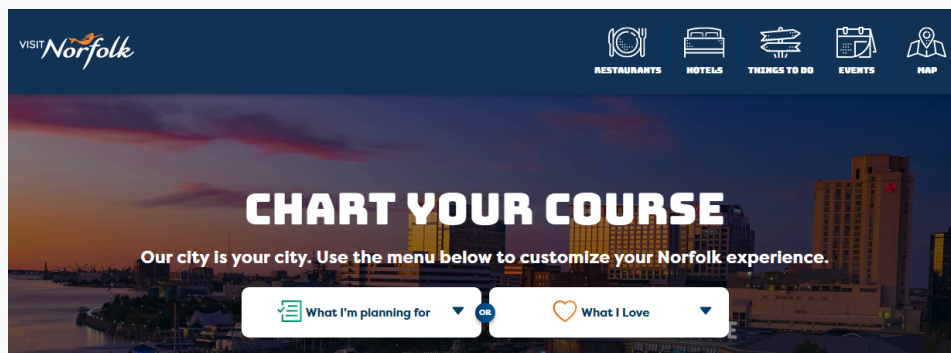 VISIT Norfolk
RESTAURANTS HOTELS THINGS TO DO EVENTS MAP
CHART YOUR COURSE
Our city is your city. Use the menu below to customize your Norfolk experience.
What I'm planning for OR What I Love